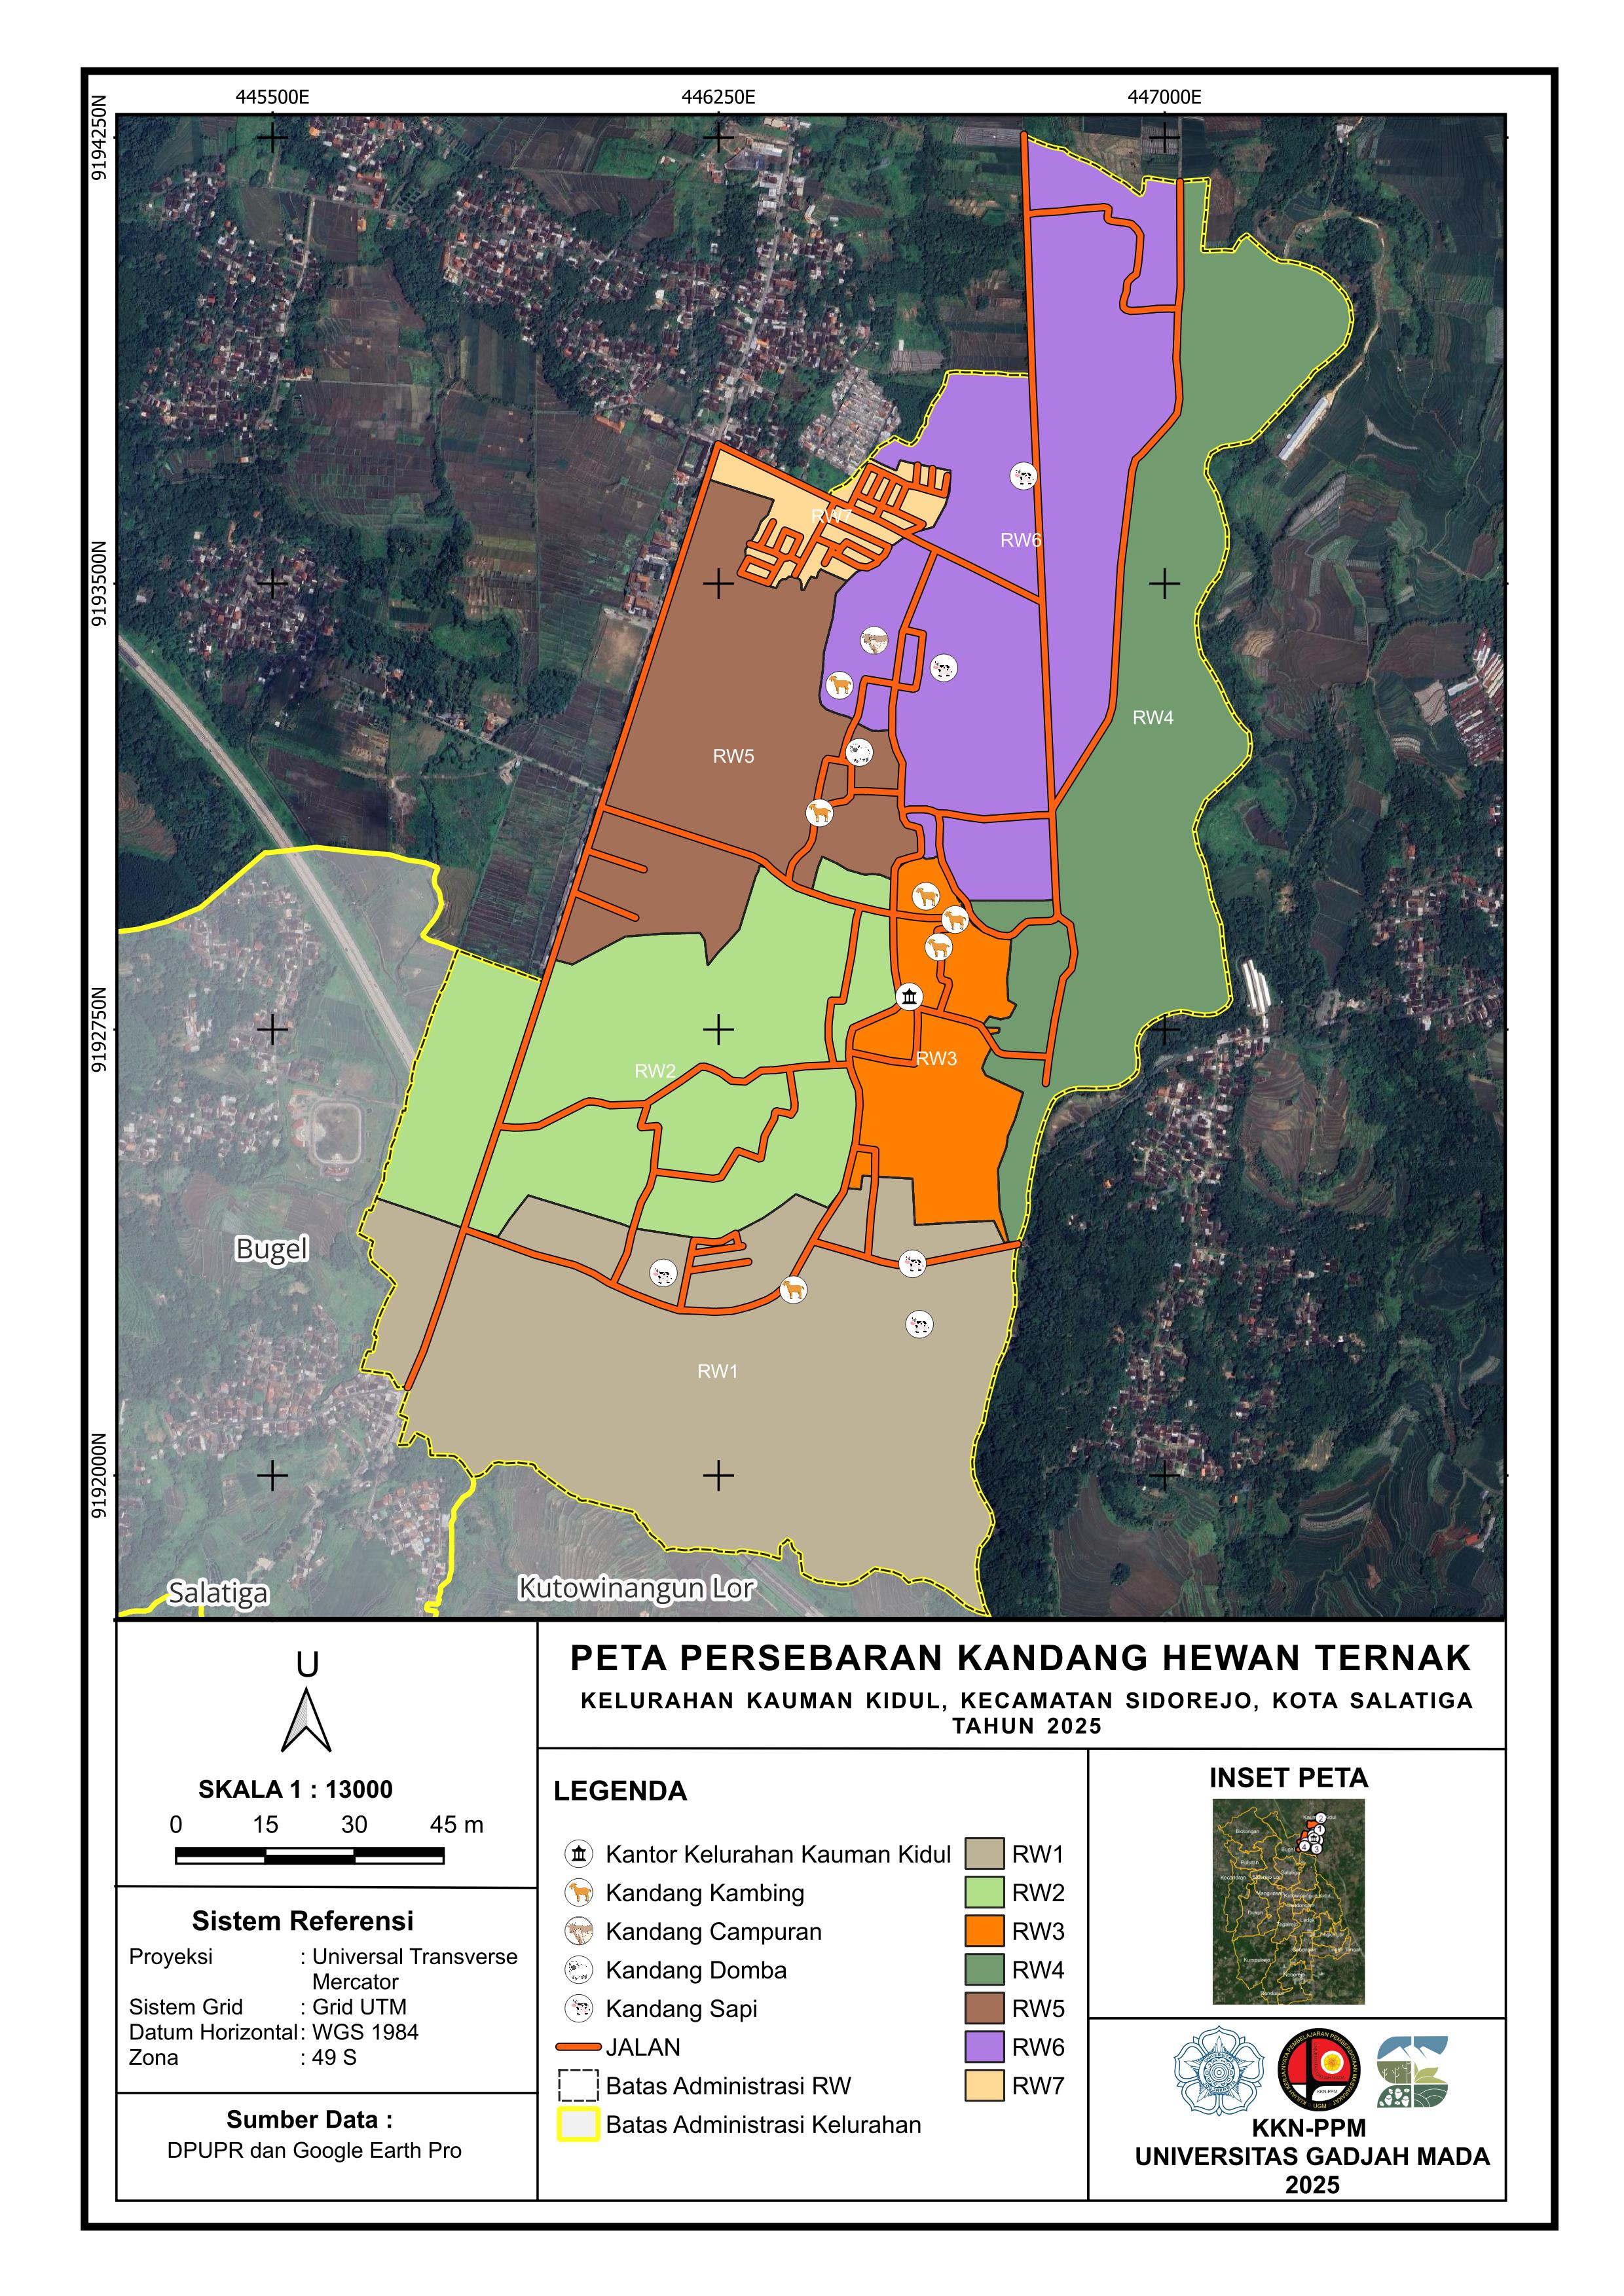 445500E
446250E
447000E
9194250N
9193500N
9192750N
9192000N
RW7
RW6
RW4
RW5
RW3
RW2
Bugel
RW1
Salatiga
Kutowinangun Lor
U
SKALA 1 : 13000
0 15 30 45 m
Sistem Referensi
Proyeksi : Universal Transverse
Mercator
Sistem Grid : Grid UTM
Datum Horizontal : WGS 1984
Zona : 49 S
Sumber Data :
DPUPR dan Google Earth Pro
PETA PERSEBARAN KANDANG HEWAN TERNAK
KELURAHAN KAUMAN KIDUL, KECAMATAN SIDOREJO, KOTA SALATIGA
TAHUN 2025
LEGENDA
Kantor Kelurahan Kauman Kidul
Kandang Kambing
Kandang Campuran
Kandang Domba
Kandang Sapi
JALAN
Batas Administrasi RW
Batas Administrasi Kelurahan
RW1
RW2
RW3
RW4
RW5
RW6
RW7
INSET PETA
KKN-PPM
UNIVERSITAS GADJAH MADA
2025